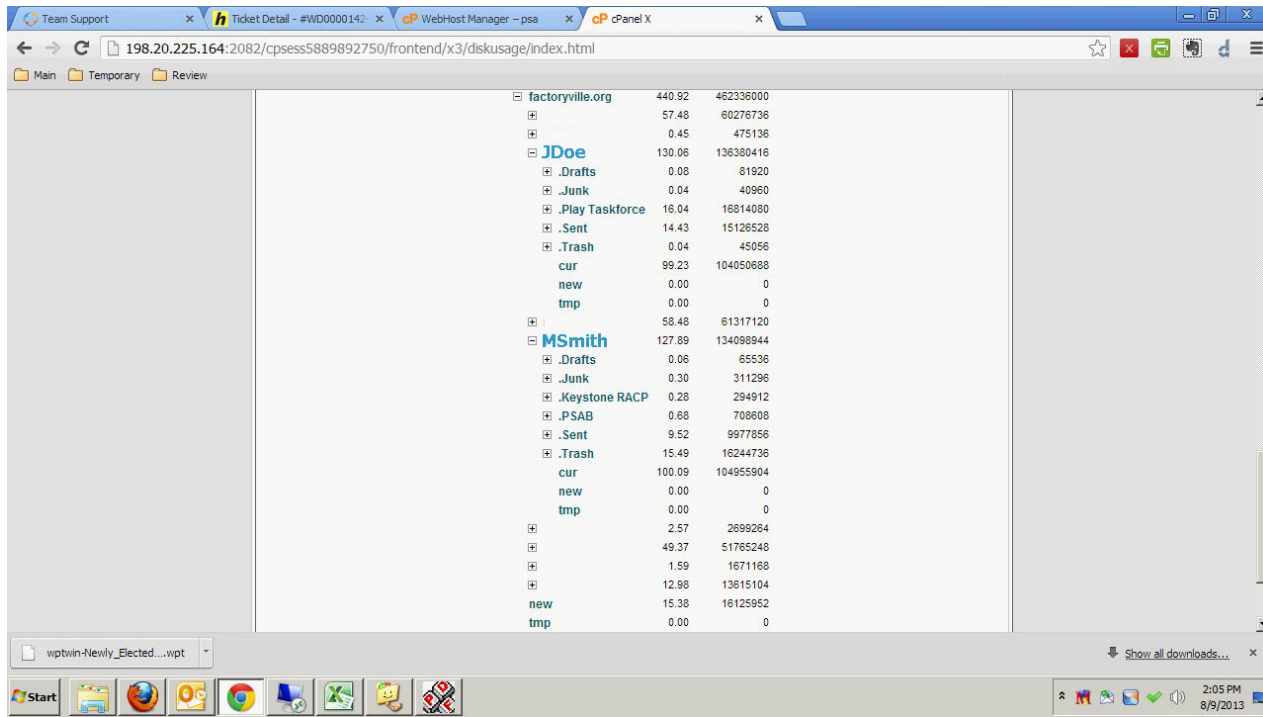 Team Support
Ticket Detail - #WD0000142
cP WebHost Manager – psa
cP cPanel X
198.20.225.164:2082/cpsess5889892750/frontend/x3/diskusage/index.html
Main Temporary Review
factoryville.org 440.92 462336000
57.48 60276736
0.45 475136
JDoe 130.06 136380416
.Drafts 0.08 81920
.Junk 0.04 40960
.Play Taskforce 16.04 16814080
.Sent 14.43 15126528
.Trash 0.04 45056
cur 99.23 104050688
new 0.00 0
tmp 0.00 0
58.48 61317120
MSmith 127.89 134098944
.Drafts 0.06 65536
.Junk 0.30 311296
.Keystone RACP 0.28 294912
.PSAB 0.68 708608
.Sent 9.52 9977856
.Trash 15.49 16244736
cur 100.09 104955904
new 0.00 0
tmp 0.00 0
2.57 2699264
49.37 51765248
1.59 1671168
12.98 13615104
new 15.38 16125952
tmp 0.00 0
wptwin-Newly_Elected....wpt
Show all downloads...
Start
2:05 PM
8/9/2013